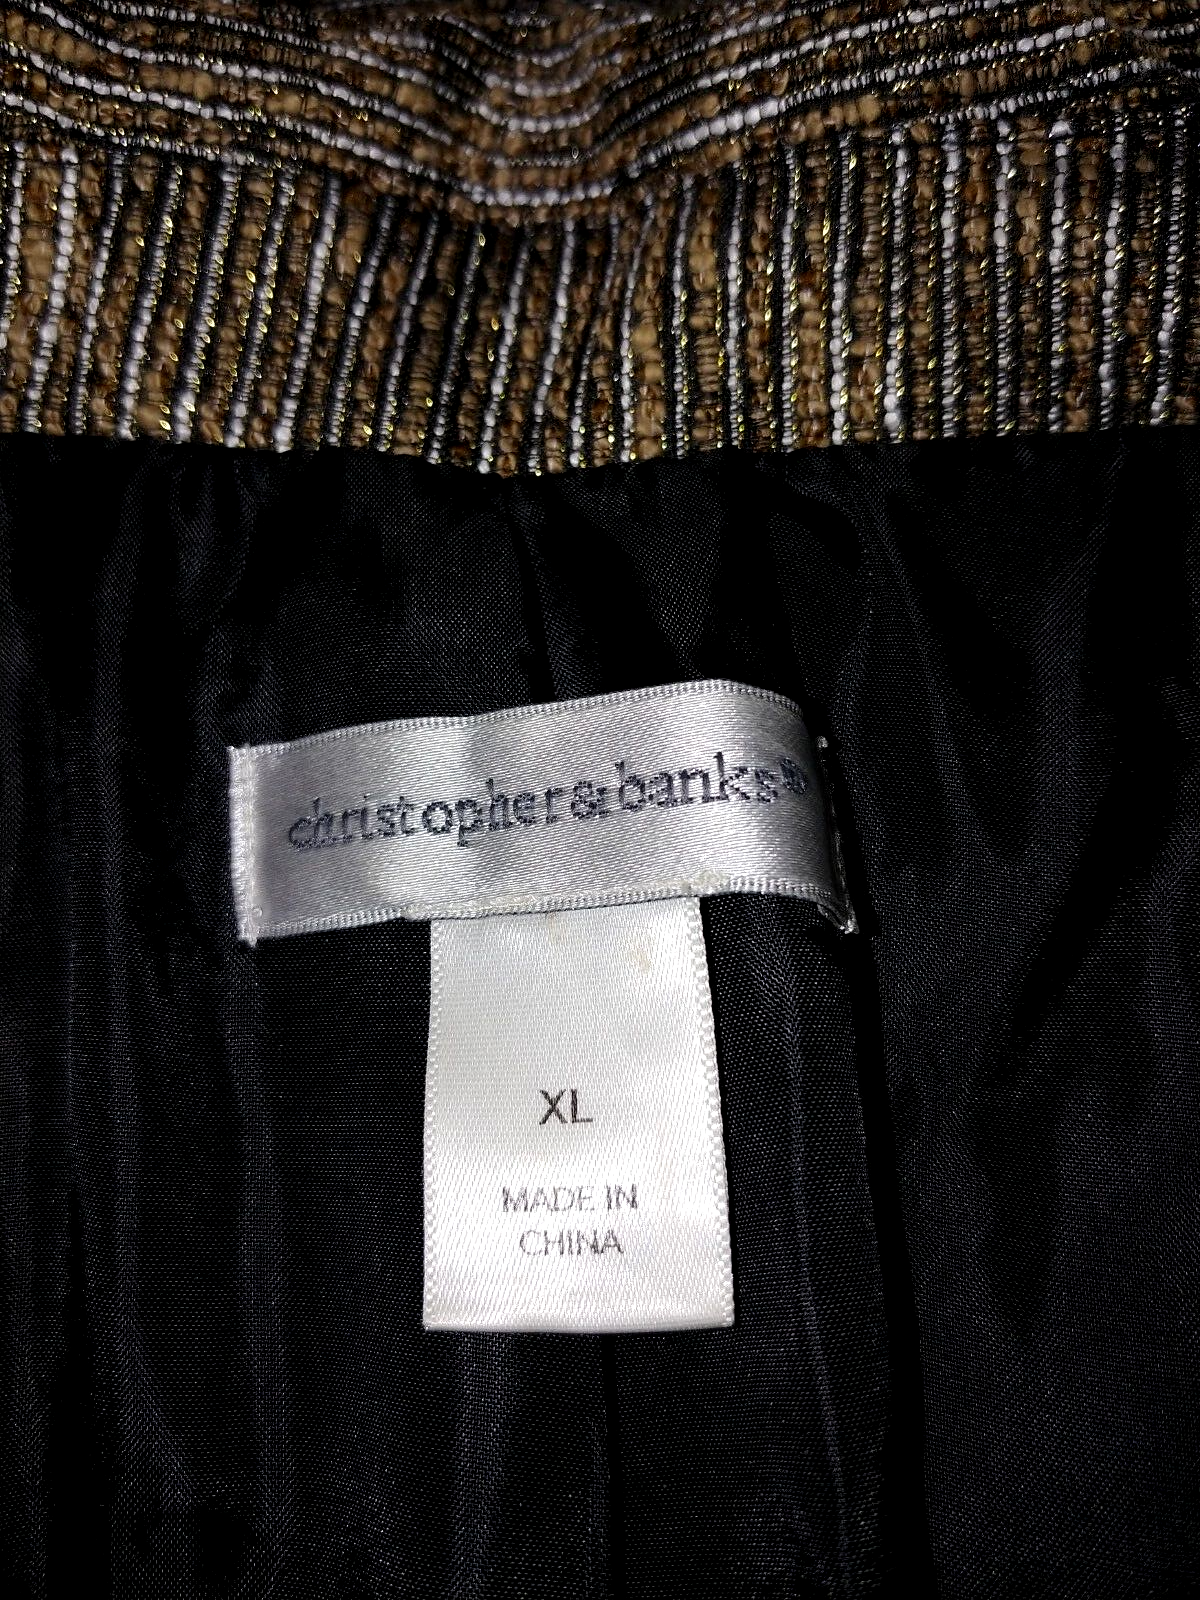 christopher & banks®
XL
MADE IN
CHINA